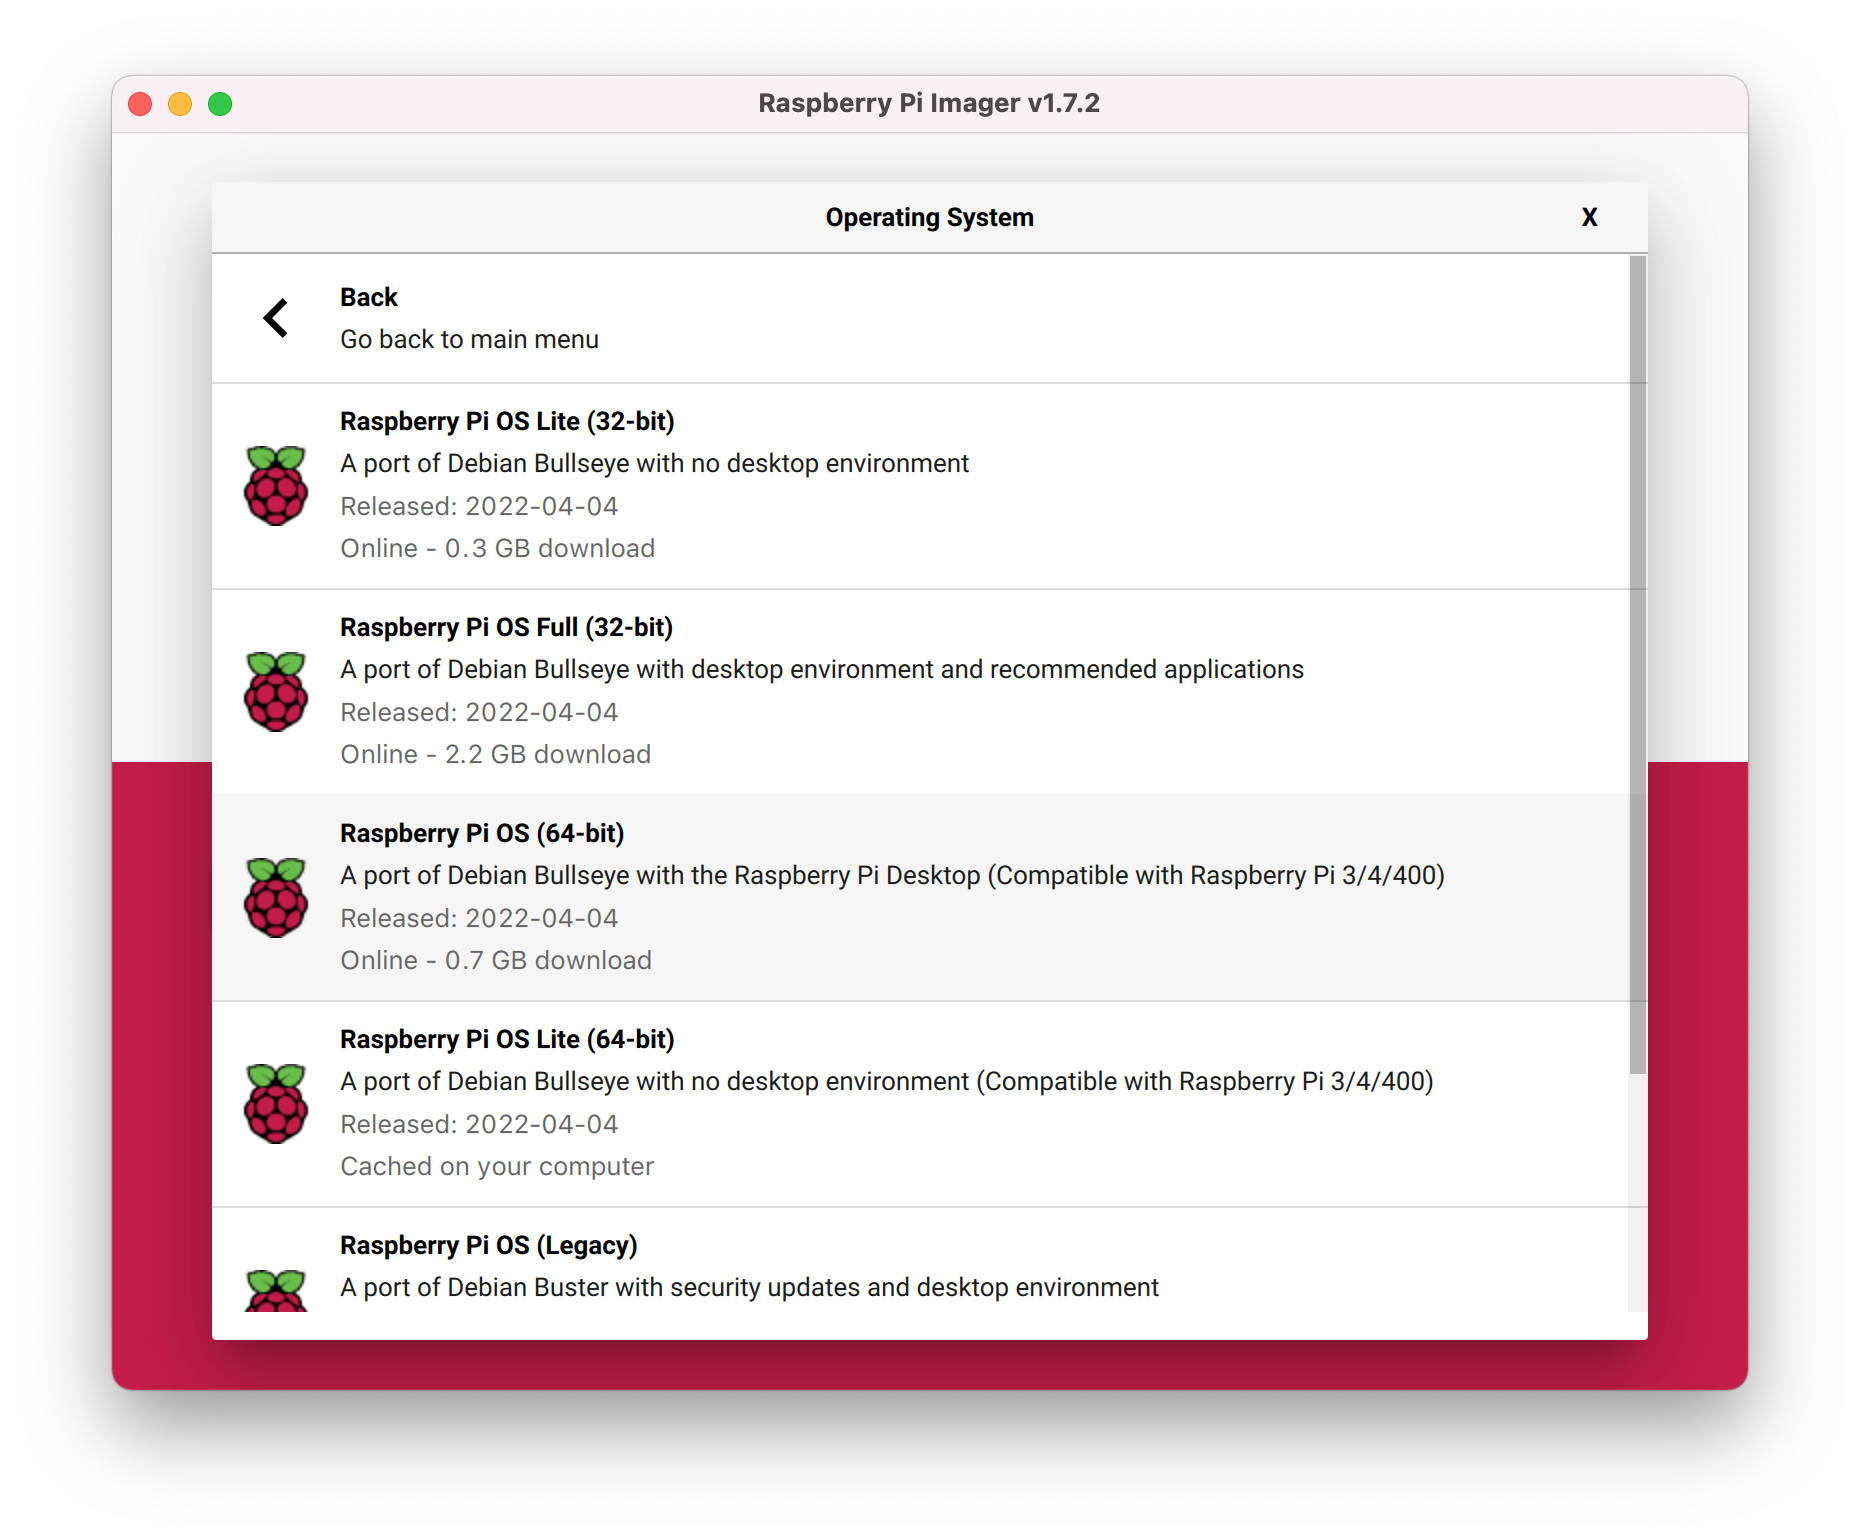 Raspberry Pi Imager v1.7.2
Operating System
X
Back
Go back to main menu
Raspberry Pi OS Lite (32-bit)
A port of Debian Bullseye with no desktop environment
Released: 2022-04-04
Online - 0.3 GB download
Raspberry Pi OS Full (32-bit)
A port of Debian Bullseye with desktop environment and recommended applications
Released: 2022-04-04
Online - 2.2 GB download
Raspberry Pi OS (64-bit)
A port of Debian Bullseye with the Raspberry Pi Desktop (Compatible with Raspberry Pi 3/4/400)
Released: 2022-04-04
Online - 0.7 GB download
Raspberry Pi OS Lite (64-bit)
A port of Debian Bullseye with no desktop environment (Compatible with Raspberry Pi 3/4/400)
Released: 2022-04-04
Cached on your computer
Raspberry Pi OS (Legacy)
A port of Debian Buster with security updates and desktop environment